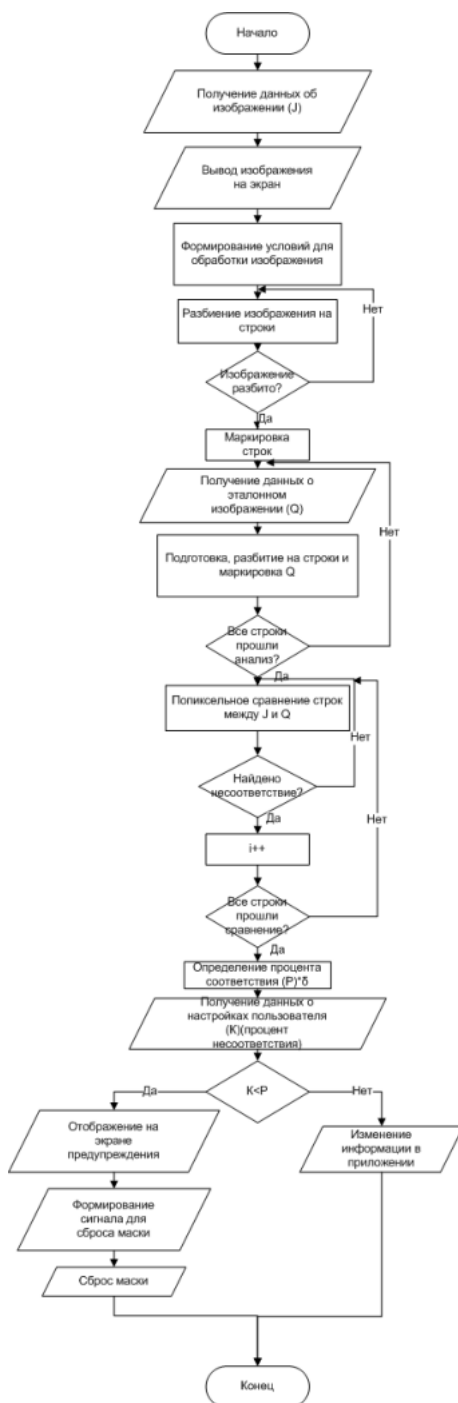 Начало
Получение данных об
изображении (J)
Вывод изображения
на экран
Формирование условий для
обработки изображения
Разбиение изображения на
строки
Нет
Изображение
разбито?
Да
Маркировка
строк
Получение данных о
эталонном
изображении (Q)
Нет
Подготовка, разбитие на строки и
маркировка Q
Все строки
прошли
анализ?
Да
Попиксельное сравнение строк
между J и Q
Нет
Найдено
несоответствие?
Да
Нет
i++
Все строки
прошли
сравнение?
Да
Определение процента
соответствия (P)*δ
Получение данных о
настройках пользователя
(К)(процент
несоответствия)
Да
K<P
Нет
Отображение на
экране
предупреждения
Изменение
информации в
приложении
Формирование
сигнала для
сброса маски
Сброс маски
Конец